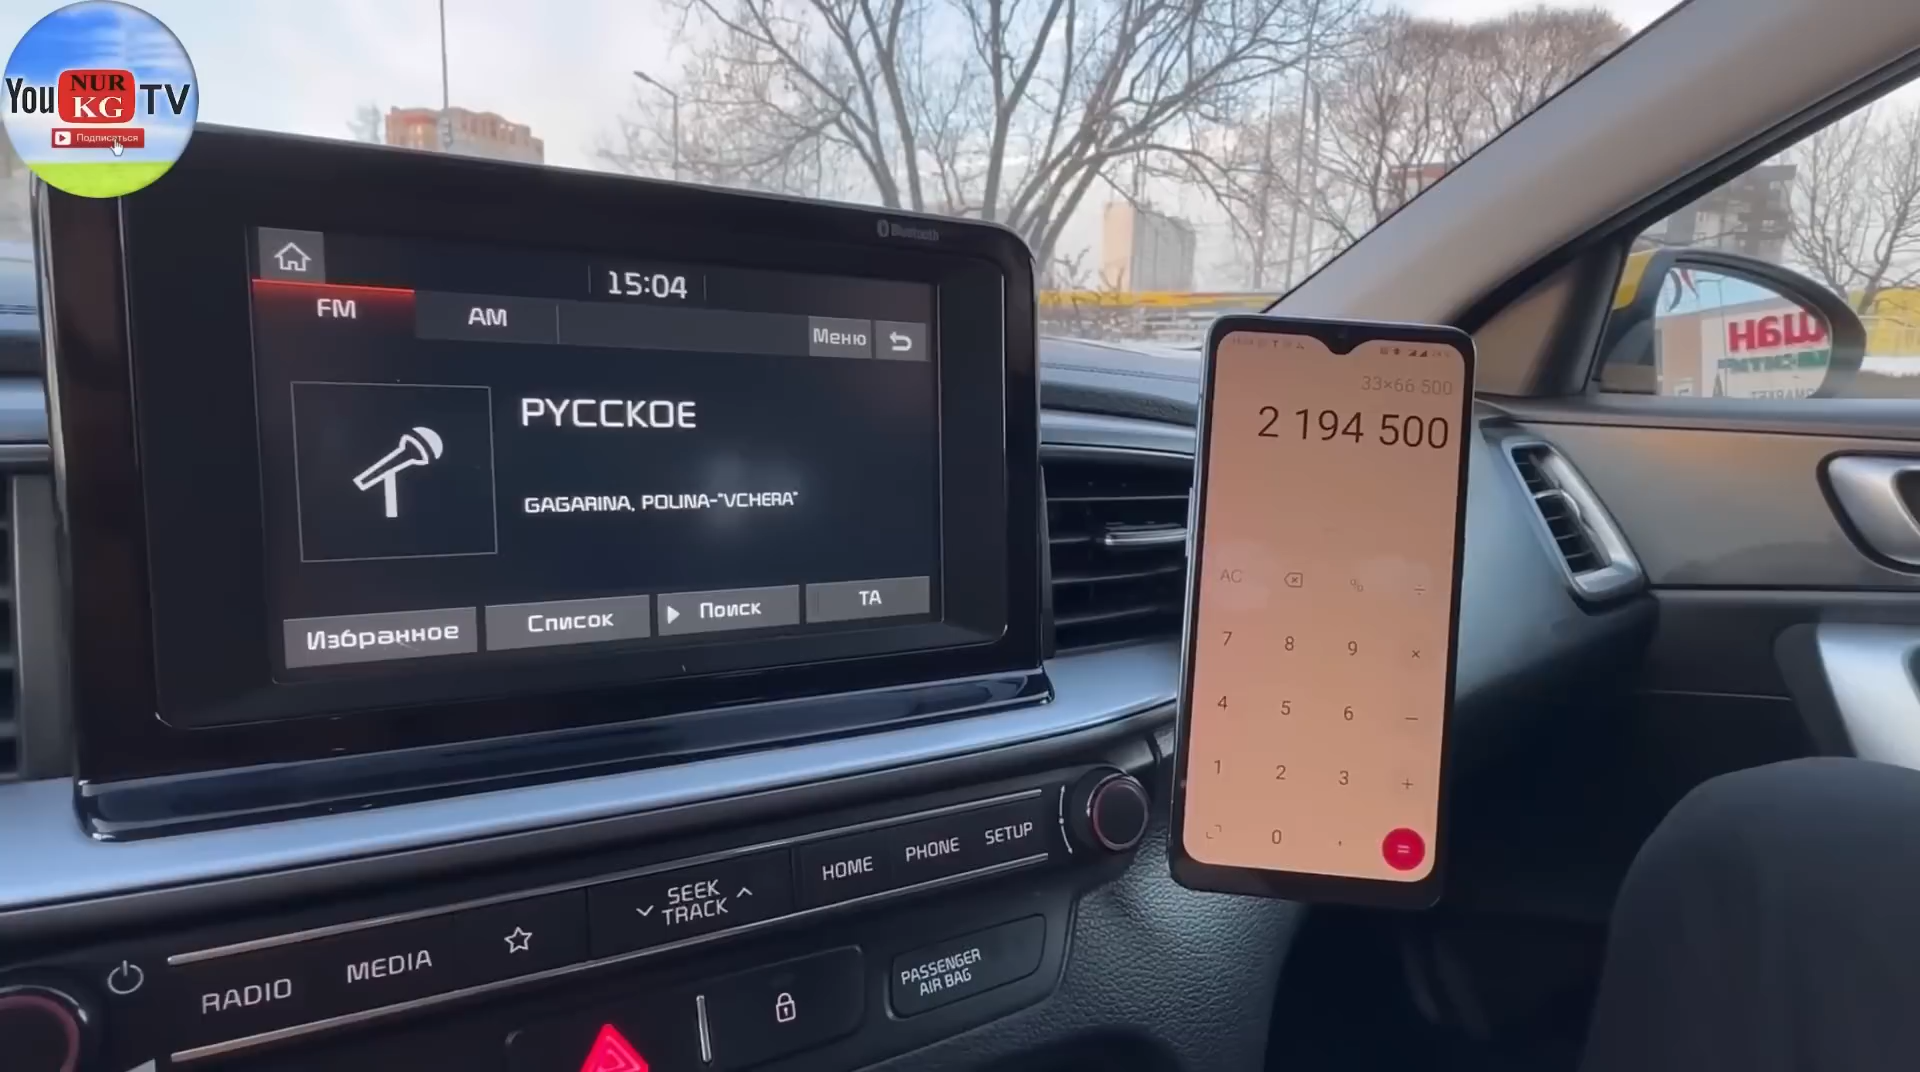 You NUR KG TV
Подписаться
Bluetooth
15:04
FM
AM
Меню
РУССКОЕ
GAGARINA, POLINA-"VCHERA"
Избранное
Список
Поиск
TA
33×66 500
2 194 500
AC % ÷
7 8 9 ×
4 5 6 −
1 2 3 +
0 , =
RADIO
MEDIA
SEEK
TRACK
HOME
PHONE
SETUP
PASSENGER
AIR BAG